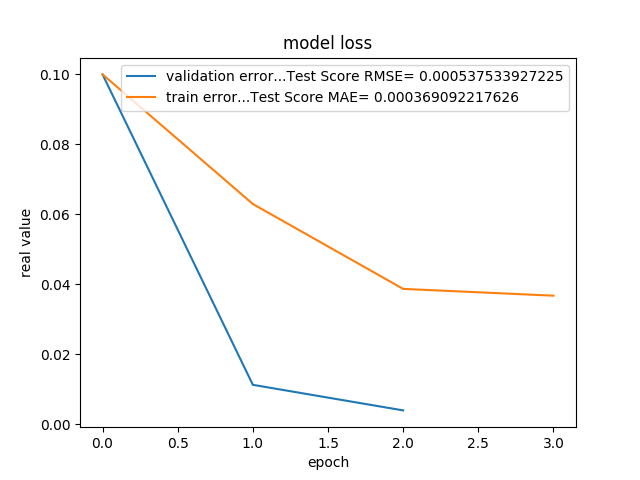 model loss
validation error...Test Score RMSE= 0.000537533927225
train error...Test Score MAE= 0.000369092217626
0.10
0.08
0.06
0.04
0.02
0.00
real value
0.0 0.5 1.0 1.5 2.0 2.5 3.0
epoch